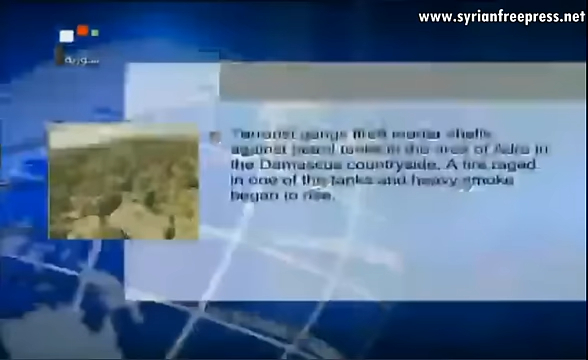 www.syrianfreepress.net
سورية
Terrorist gangs mortar shells
against tanks in the area of Adra in
the Damascus countryside. A fire raged
in one of the tanks and heavy smoke
began to rise.